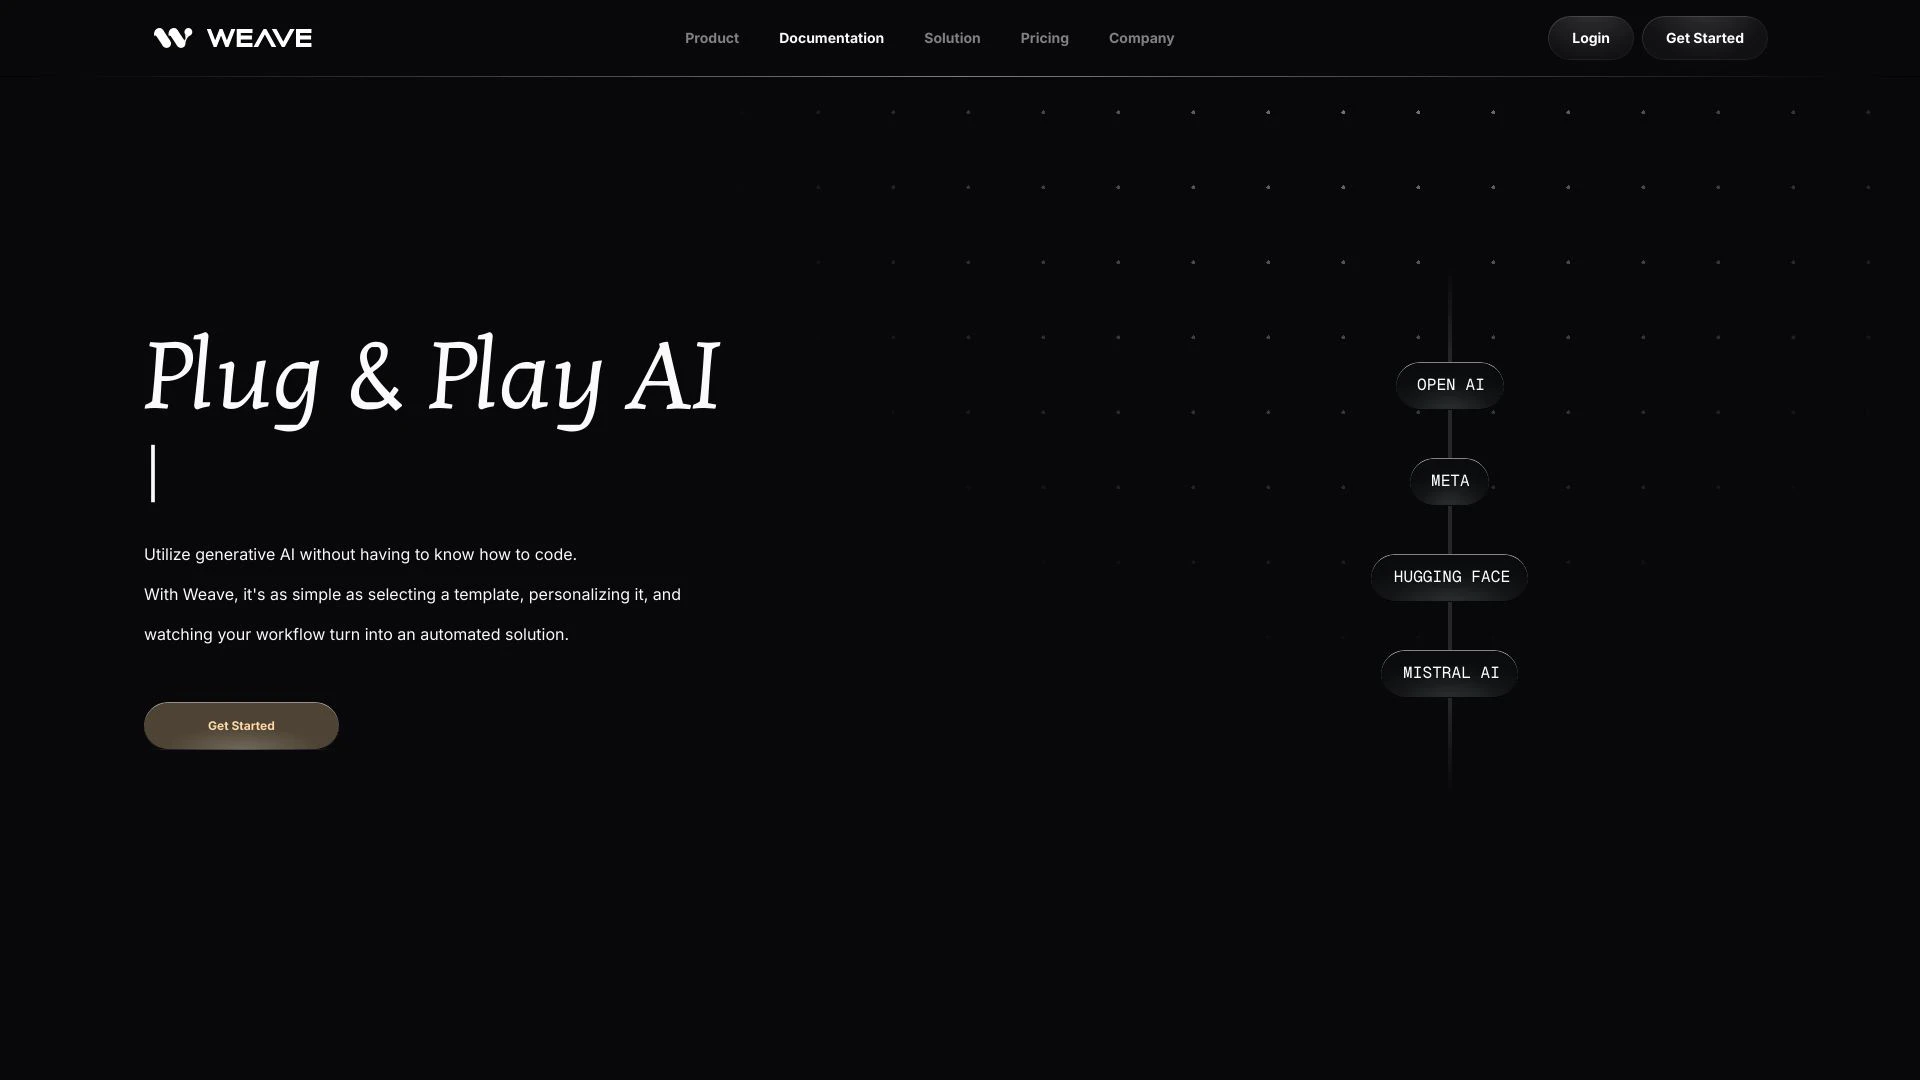 WEAVE
Product Documentation Solution Pricing Company
Login Get Started
Plug & Play AI
Utilize generative AI without having to know how to code.
With Weave, it's as simple as selecting a template, personalizing it, and
watching your workflow turn into an automated solution.
Get Started
OPEN AI
META
HUGGING FACE
MISTRAL AI